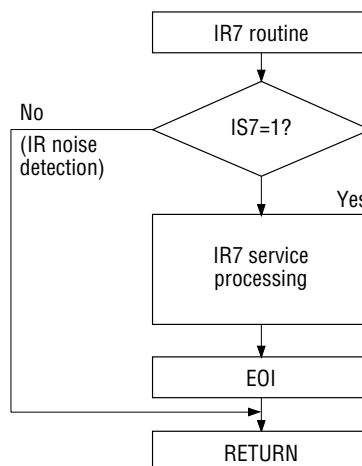 IR7 routine
IS7=1?
No
(IR noise
detection)
Yes
IR7 service
processing
EOI
RETURN